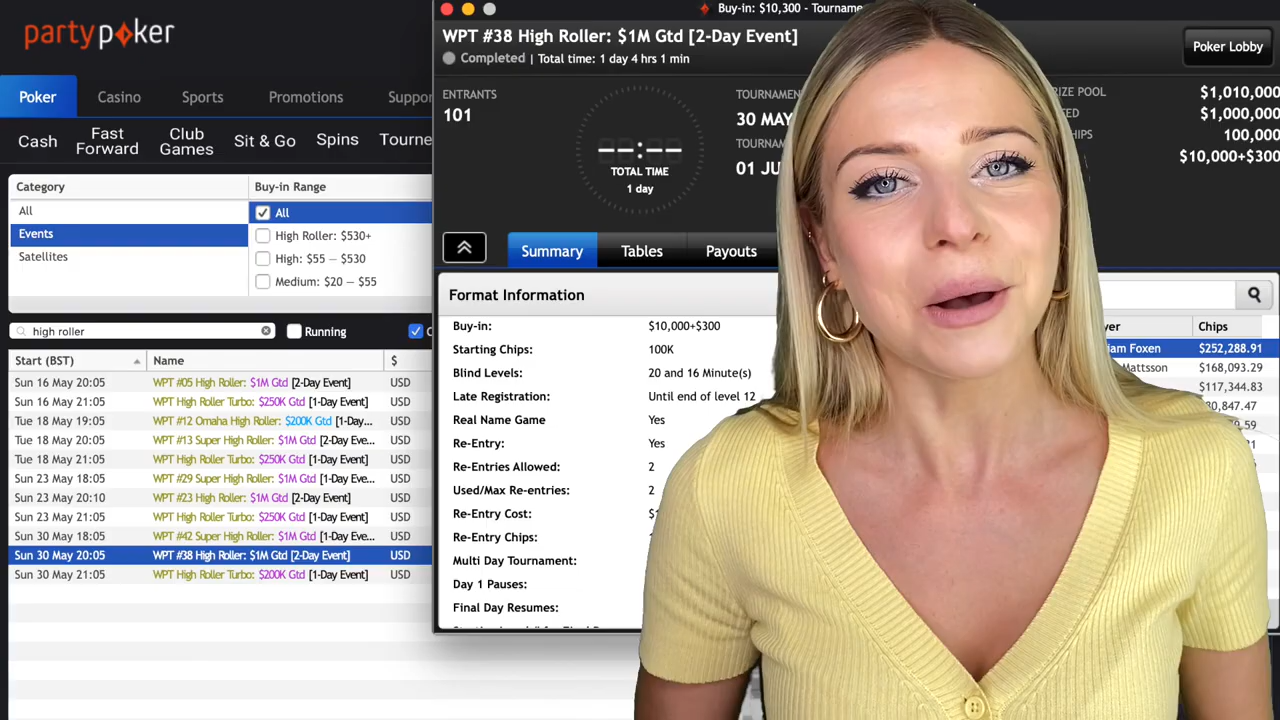 partypoker
Poker Casino Sports Promotions Suppor
Cash Fast Forward Club Games Sit & Go Spins Tourne
Category
All
Events
Satellites
Buy-in Range
All
High Roller: $530+
High: $55 — $530
Medium: $20 — $55
high roller Running
Start (BST) Name $
Sun 16 May 20:05 WPT #05 High Roller: $1M Gtd [2-Day Event] USD
Sun 16 May 21:05 WPT High Roller Turbo: $250K Gtd [1-Day Event] USD
Tue 18 May 19:05 WPT #12 Omaha High Roller: $200K Gtd [1-Day... USD
Tue 18 May 20:05 WPT #13 Super High Roller: $1M Gtd [2-Day Eve... USD
Tue 18 May 21:05 WPT High Roller Turbo: $250K Gtd [1-Day Event] USD
Sun 23 May 18:05 WPT #29 Super High Roller: $1M Gtd [2-Day Eve... USD
Sun 23 May 20:10 WPT #23 High Roller: $1M Gtd [2-Day Event] USD
Sun 23 May 21:05 WPT High Roller Turbo: $250K Gtd [1-Day Event] USD
Sun 30 May 18:05 WPT #42 Super High Roller: $1M Gtd [1-Day Eve... USD
Sun 30 May 20:05 WPT #38 High Roller: $1M Gtd [2-Day Event] USD
Sun 30 May 21:05 WPT High Roller Turbo: $200K Gtd [1-Day Event] USD
Buy-in: $10,300 - Tourname
WPT #38 High Roller: $1M Gtd [2-Day Event]
Completed | Total time: 1 day 4 hrs 1 min
Poker Lobby
ENTRANTS
101
--:--
TOTAL TIME
1 day
TOURNAM
30 MAY
TOURNAM
01 JU
IZE POOL $1,010,000
ED $1,000,000
HIPS 100,000
$10,000+$300
Summary Tables Payouts
Format Information
Buy-in: $10,000+$300
Starting Chips: 100K
Blind Levels: 20 and 16 Minute(s)
Late Registration: Until end of level 12
Real Name Game Yes
Re-Entry: Yes
Re-Entries Allowed: 2
Used/Max Re-entries: 2
Re-Entry Cost:
Re-Entry Chips:
Multi Day Tournament:
Day 1 Pauses:
Final Day Resumes:
yer Chips
iam Foxen $252,288.91
Mattsson $168,093.29
$117,344.83